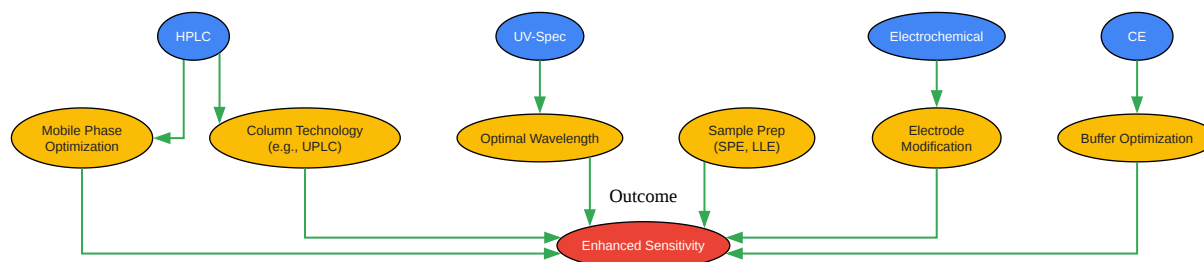 HPLC
UV-Spec
Electrochemical
CE
Mobile Phase
Optimization
Column Technology
(e.g., UPLC)
Optimal Wavelength
Sample Prep
(SPE, LLE)
Electrode
Modification
Buffer Optimization
Outcome
Enhanced Sensitivity